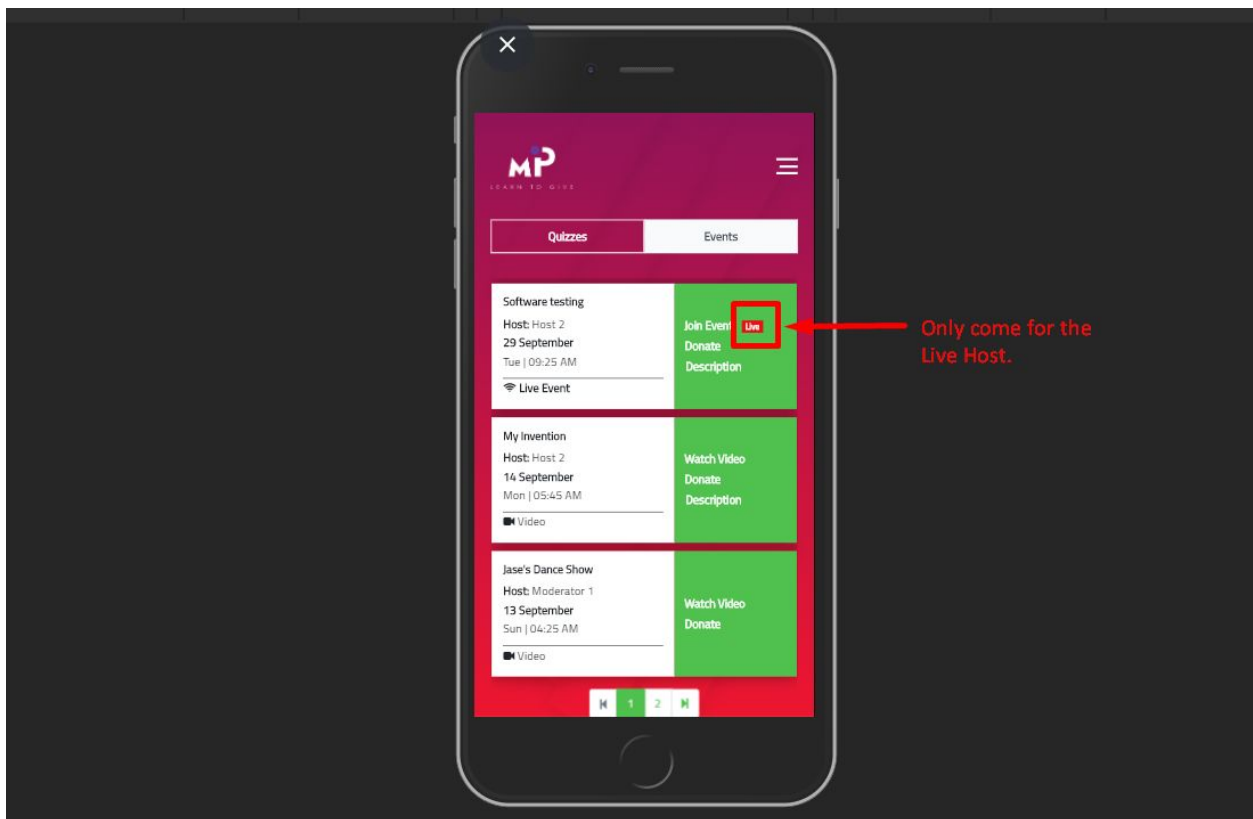 MiP
LEARN TO GIVE
Quizzes
Events
Software testing
Host: Host 2
29 September
Tue | 09:25 AM
Live Event
Join Event Live
Donate
Description
Only come for the
Live Host.
My Invention
Host: Host 2
14 September
Mon | 05:45 AM
Video
Watch Video
Donate
Description
Jase's Dance Show
Host: Moderator 1
13 September
Sun | 04:25 AM
Video
Watch Video
Donate
1 2